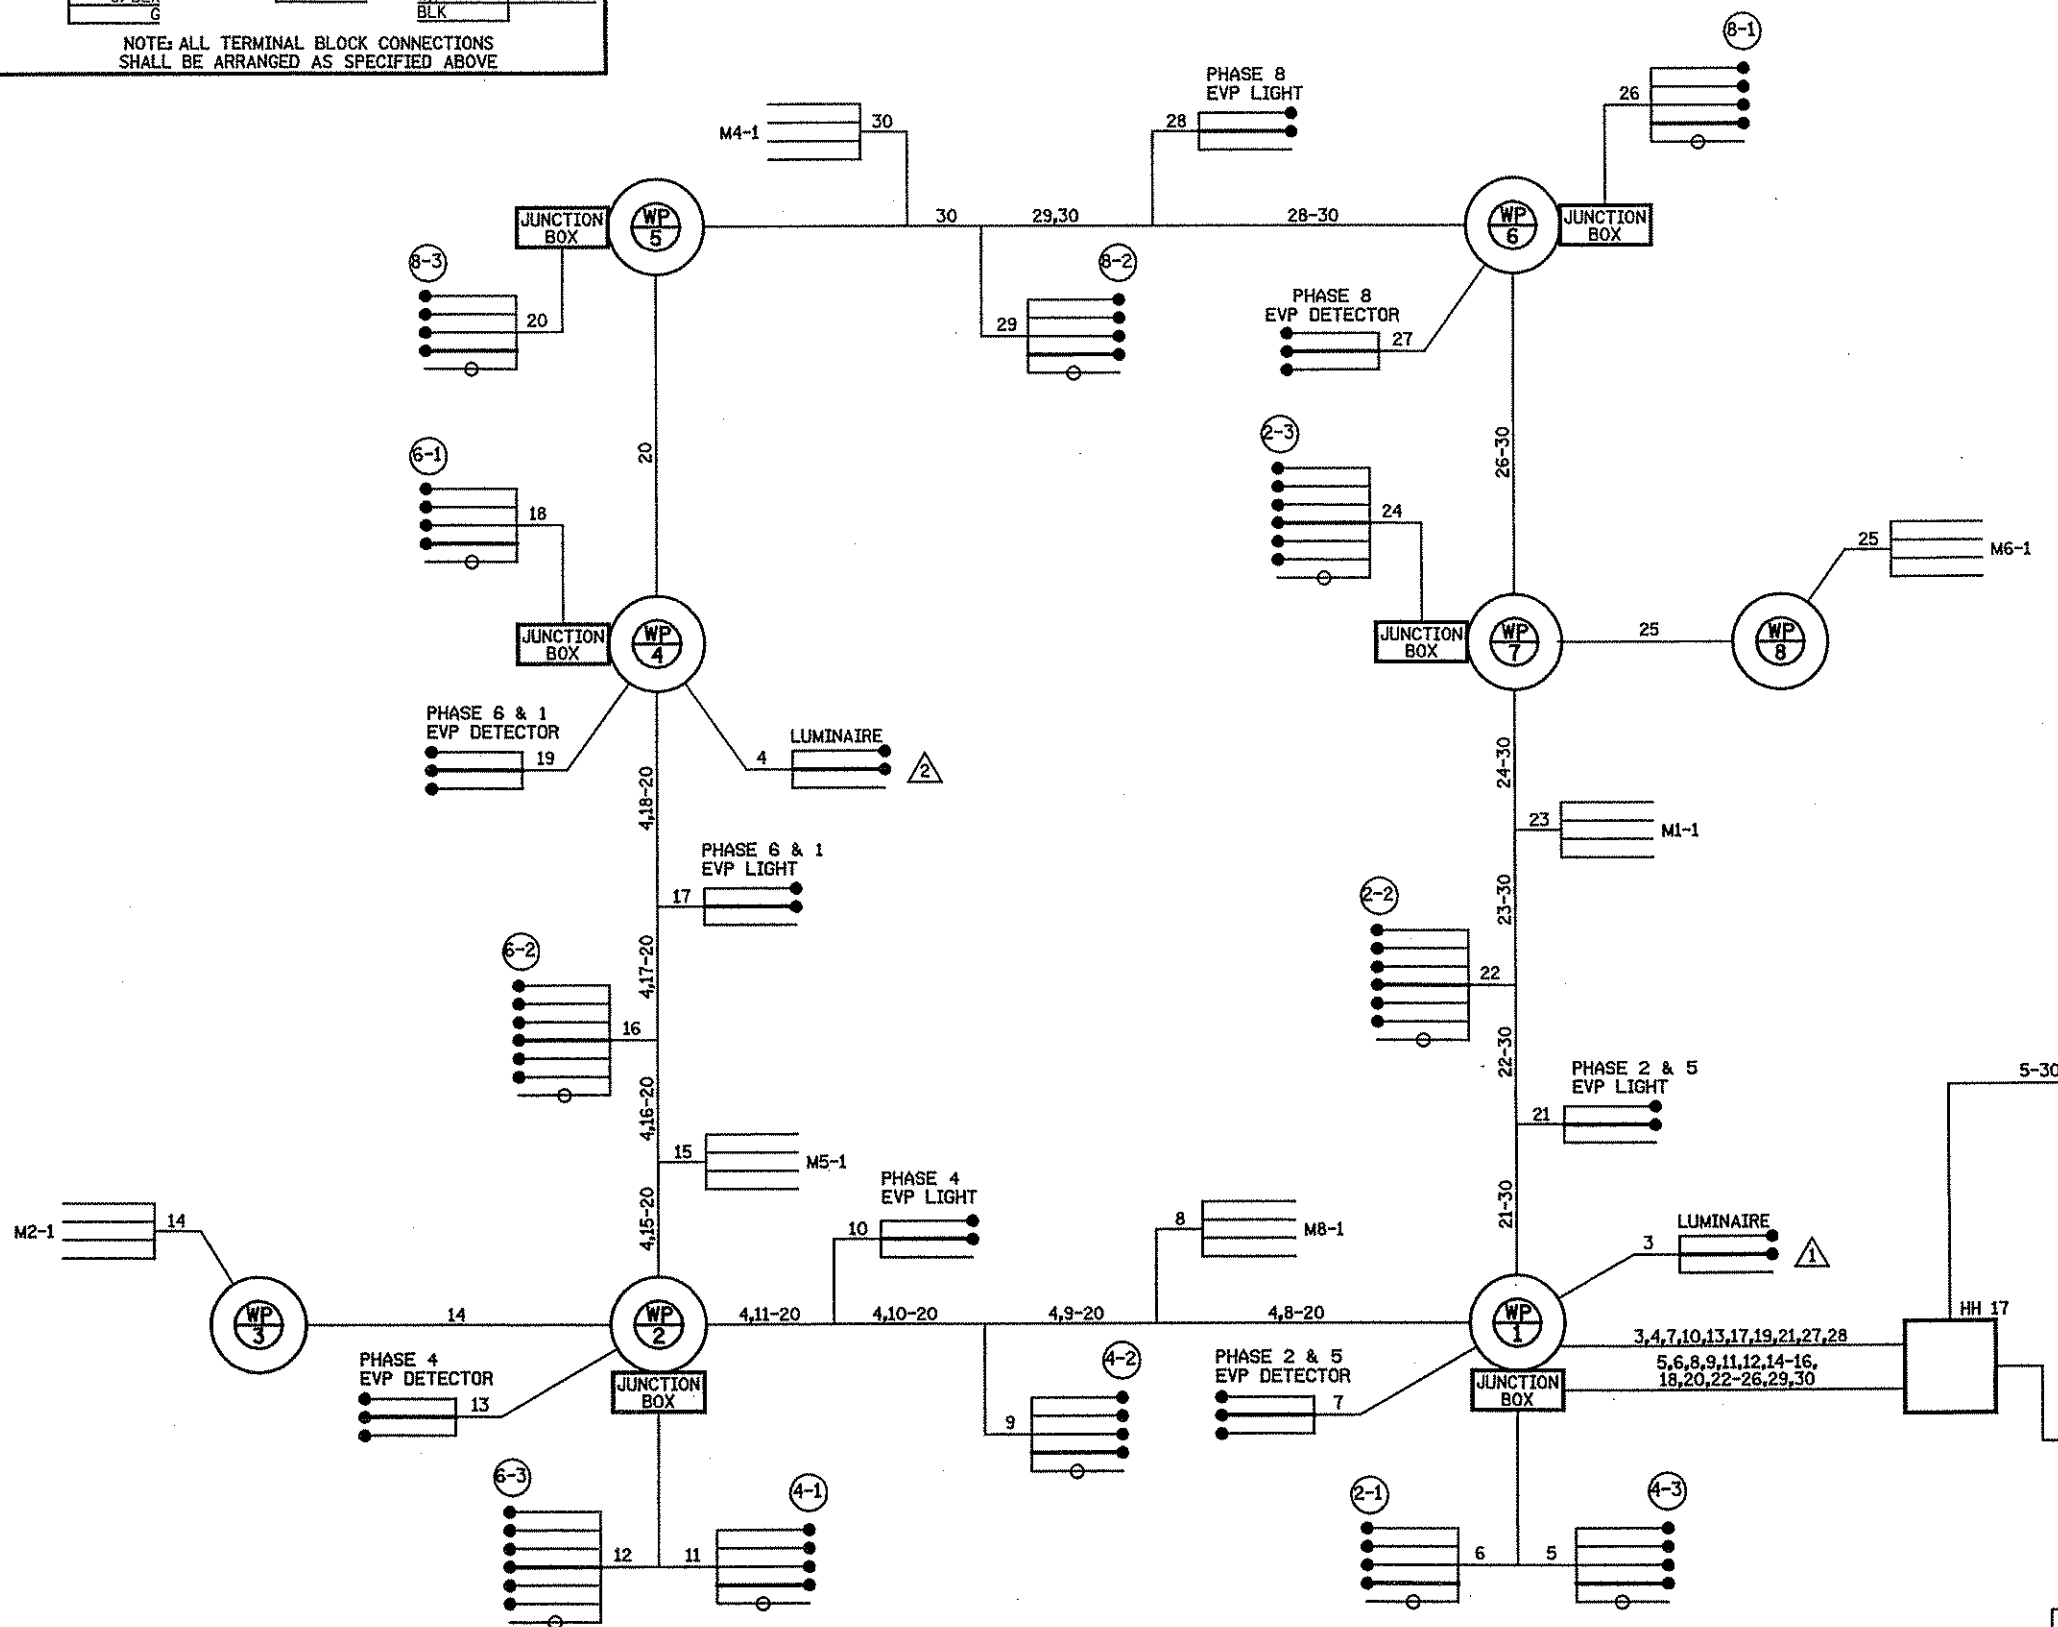 G
BLK
NOTE: ALL TERMINAL BLOCK CONNECTIONS
SHALL BE ARRANGED AS SPECIFIED ABOVE
8-1
PHASE 8
EVP LIGHT
26
M4-1
30
28
JUNCTION
BOX
WP
5
30
29,30
28-30
WP
6
JUNCTION
BOX
8-3
8-2
20
29
PHASE 8
EVP DETECTOR
27
6-1
20
2-3
26-30
18
24
25
M6-1
JUNCTION
BOX
WP
4
JUNCTION
BOX
WP
7
25
WP
8
PHASE 6 & 1
EVP DETECTOR
19
4
LUMINAIRE
2
4,18-20
24-30
23
M1-1
PHASE 6 & 1
EVP LIGHT
17
6-2
4,17-20
2-2
23-30
16
22
4,16-20
22-30
PHASE 2 & 5
EVP LIGHT
21
5-30
15
M5-1
PHASE 4
EVP LIGHT
10
8
M8-1
M2-1
14
4,15-20
21-30
LUMINAIRE
3
1
WP
3
14
WP
2
4,11-20
4,10-20
4,9-20
4,8-20
WP
1
HH 17
3,4,7,10,13,17,19,21,27,28
5,6,8,9,11,12,14-16,
18,20,22-26,29,30
PHASE 4
EVP DETECTOR
13
JUNCTION
BOX
4-2
9
PHASE 2 & 5
EVP DETECTOR
7
JUNCTION
BOX
6-3
4-1
2-1
4-3
12
11
6
5